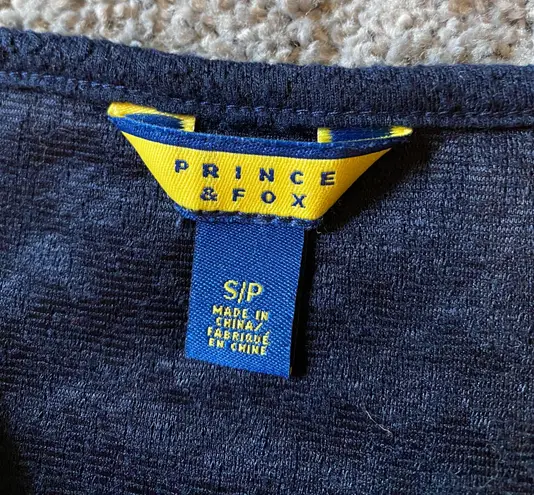 PRINCE
& FOX
S/P
MADE IN
CHINA/
FABRIQUÉ
EN CHINE